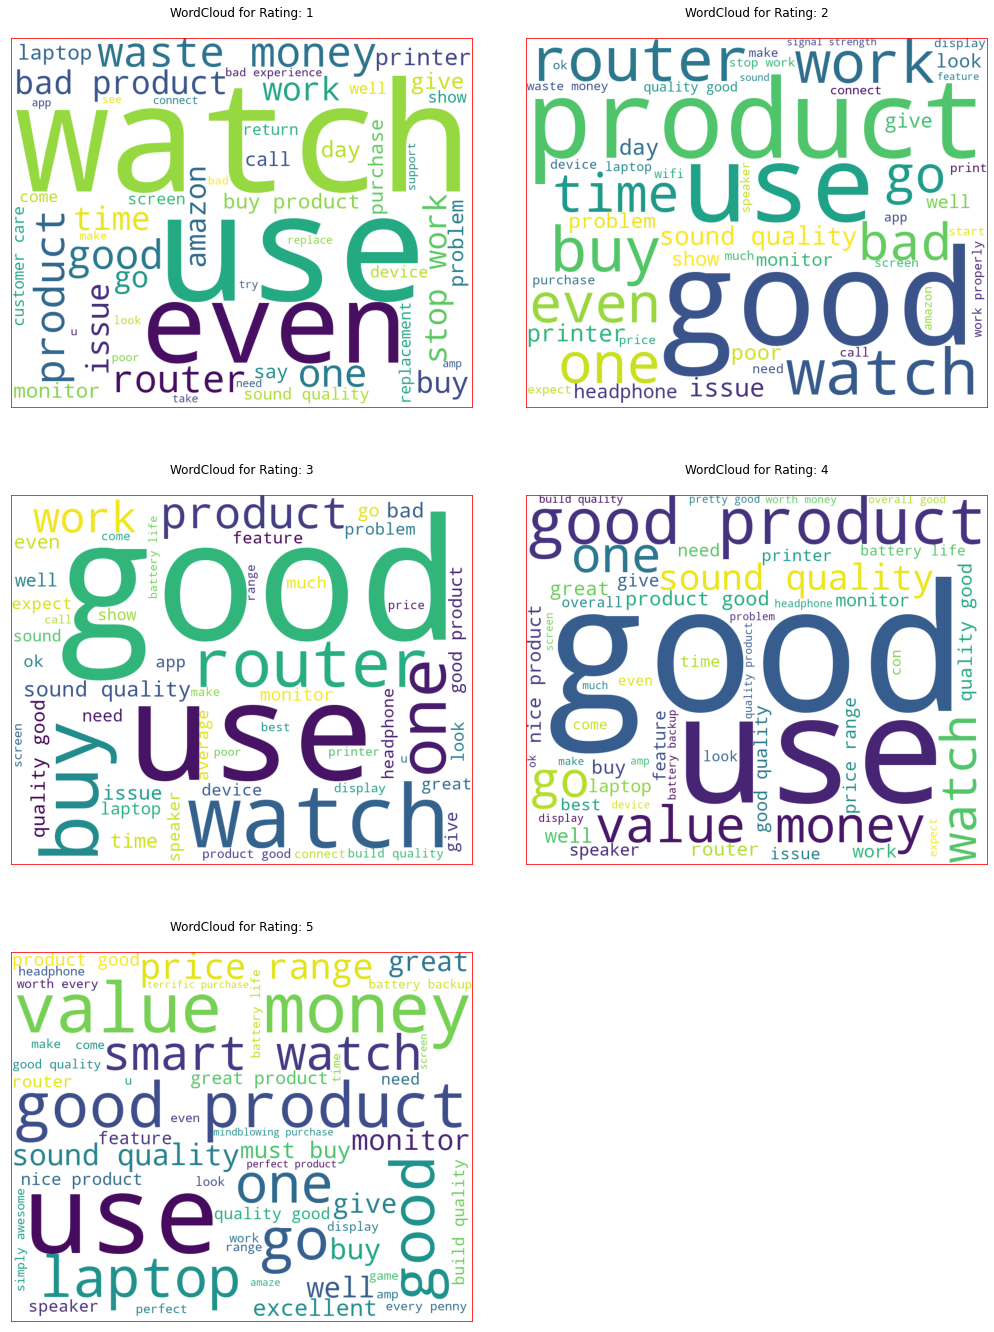 WordCloud for Rating: 1
laptop
waste money
printer
bad product
bad experience
work
well
give
app
see
connect
show
watch
return
call
day
purchase
support
come
screen
amazon
bad
buy product
customer care
product
time
make
good
go
use
replace
stop work
problem
device
try
issue
u
look
even
replacement
poor
router
need
say
one
amp
buy
monitor
take
sound quality
WordCloud for Rating: 2
router
make
signal strength
display
ok
stop work
work
look
waste money
sound
quality good
connect
feature
product
give
day
device
laptop
wifi
speaker
use
go
print
time
well
app
problem
sound quality
bad
start
buy
show
much
monitor
screen
purchase
good
work properly
even
amazon
printer
price
one
poor
call
need
watch
expect
headphone
issue
WordCloud for Rating: 3
work
product
go
bad
come
battery life
feature
problem
even
good
well
range
much
expect
call
show
price
sound
ok
app
router
good product
sound quality
make
monitor
one
need
use
headphone
screen
quality good
buy
average
best
look
poor
printer
u
issue
device
display
great
laptop
watch
time
speaker
give
product good
connect
build quality
WordCloud for Rating: 4
build quality
pretty good
worth money
overall good
good product
one
need
printer
battery life
give
sound quality
great
overall
product good
headphone
monitor
quality good
nice product
screen
good
problem
quality product
time
con
even
much
come
use
price range
watch
ok
make
buy
amp
feature
battery backup
look
good quality
go
laptop
best
device
display
well
value money
expect
speaker
router
issue
work
WordCloud for Rating: 5
product good
price range
great
headphone
worth every
terrific purchase
battery life
battery backup
value money
make
come
smart watch
screen
good quality
time
router
u
great product
need
good product
even
feature
mindblowing purchase
monitor
sound quality
must buy
perfect product
nice product
look
one
good
build quality
use
give
quality good
simply awesome
work
display
range
go
buy
laptop
amaze
well
game
amp
speaker
perfect
excellent
every penny